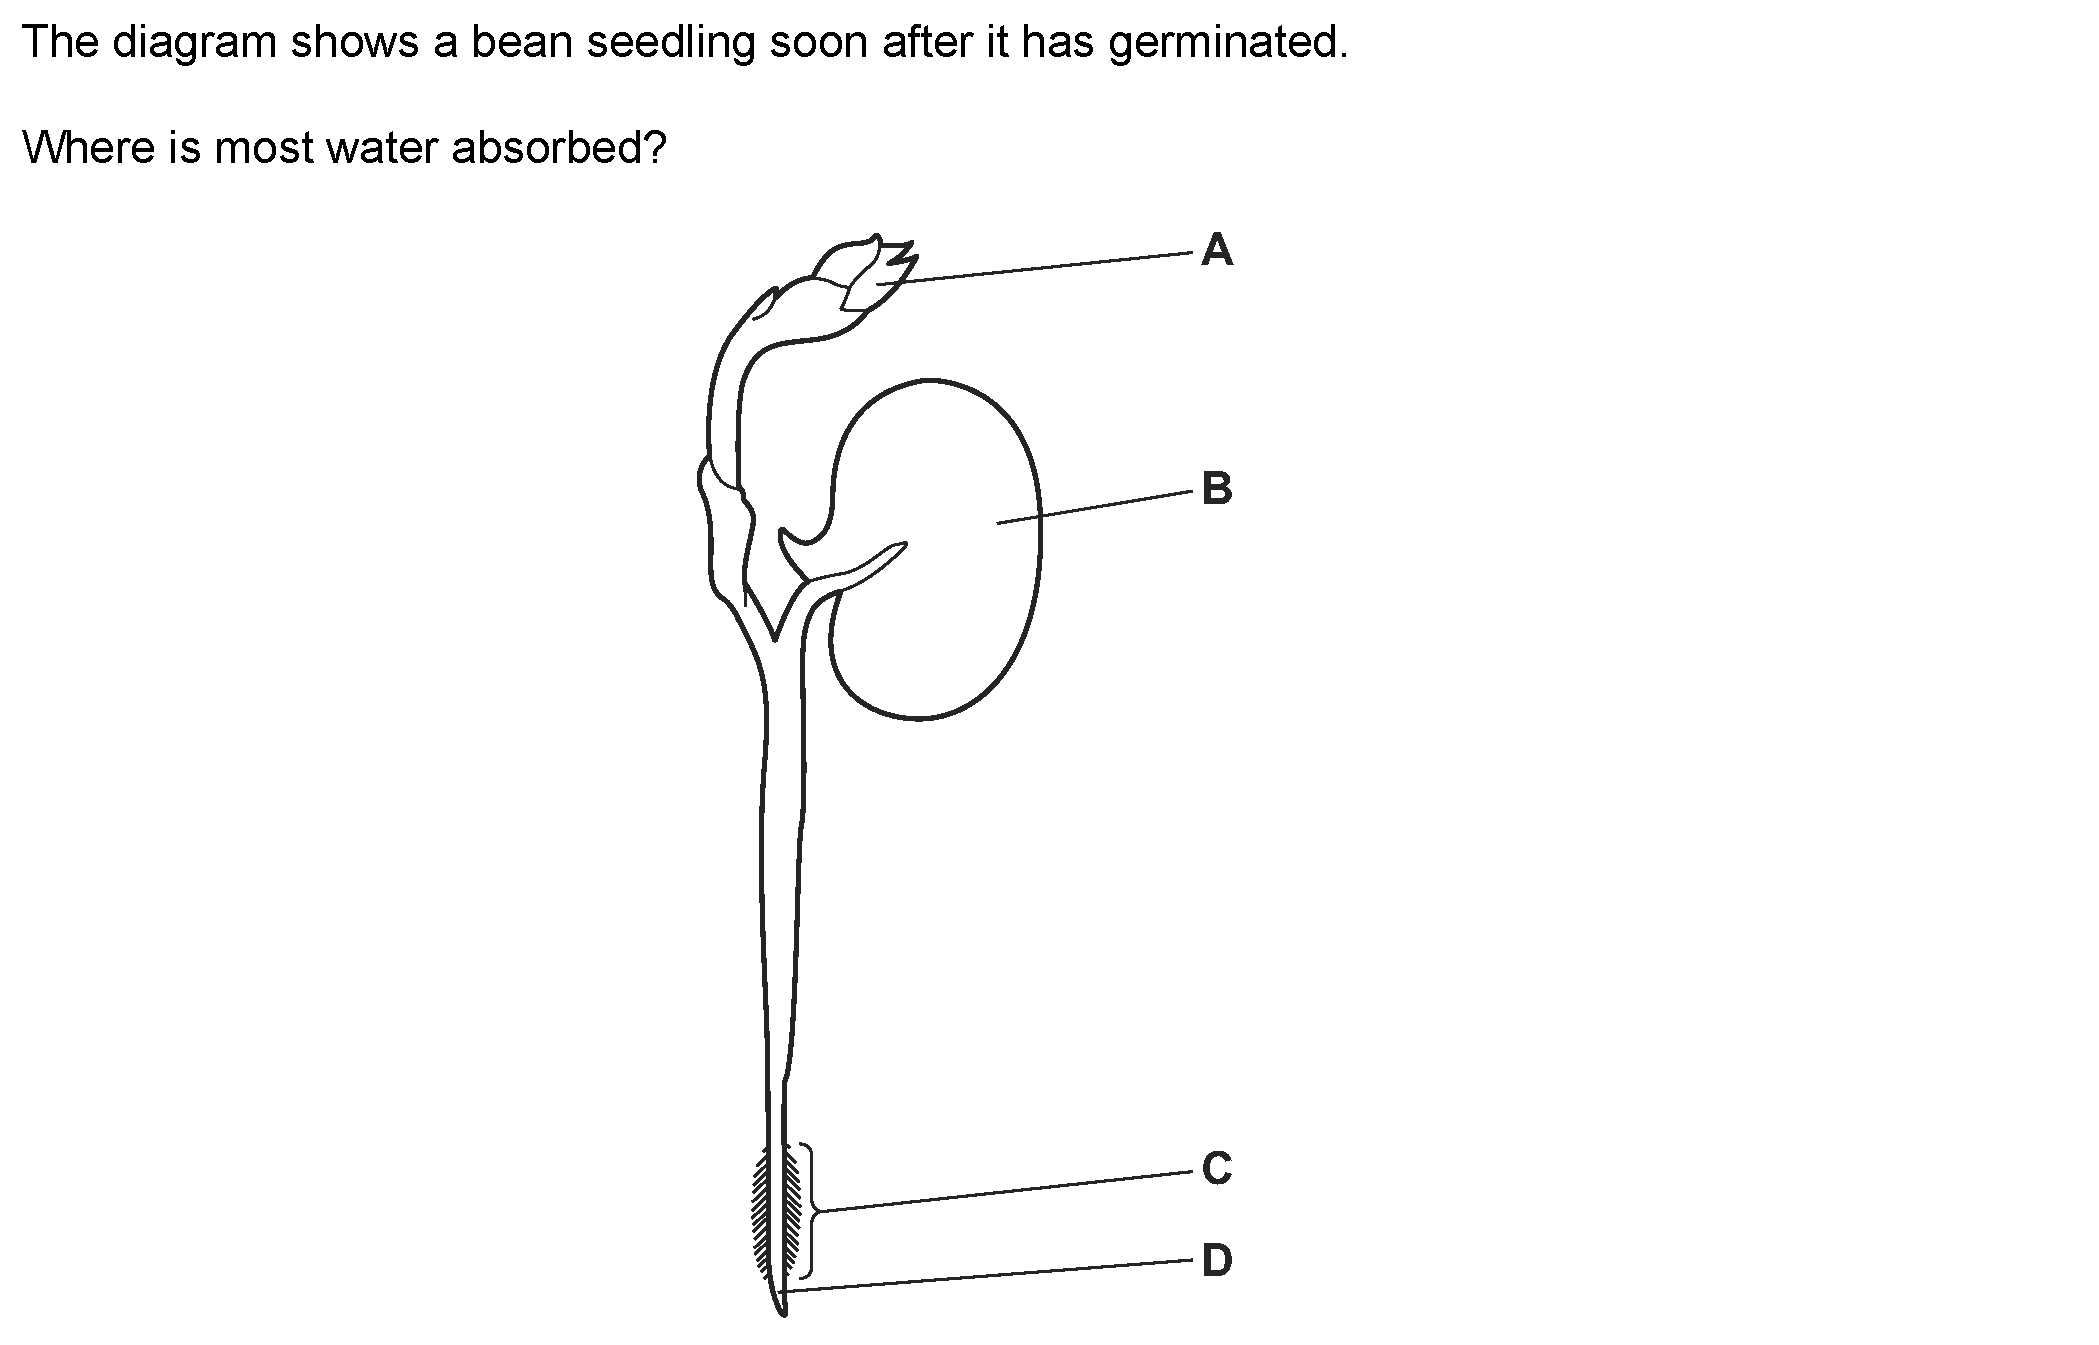 The diagram shows a bean seedling soon after it has germinated.
Where is most water absorbed?
A
B
C
D